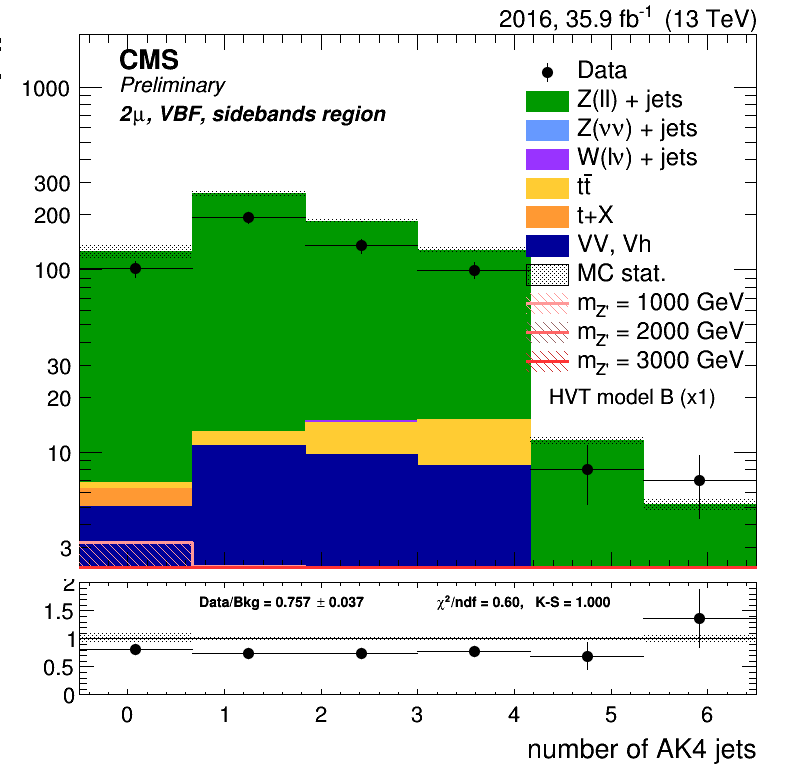 2016, 35.9 fb⁻¹ (13 TeV)
CMS
Preliminary
2μ, VBF, sidebands region
Data
Z(ll) + jets
Z(νν) + jets
W(lν) + jets
tt̄
t+X
VV, Vh
MC stat.
m_Z' = 1000 GeV
m_Z' = 2000 GeV
m_Z' = 3000 GeV
HVT model B (x1)
1000
300
200
100
30
20
10
3
Data/Bkg = 0.757 ± 0.037 χ²/ndf = 0.60, K-S = 1.000
2
1.5
1
0.5
0
0 1 2 3 4 5 6
number of AK4 jets